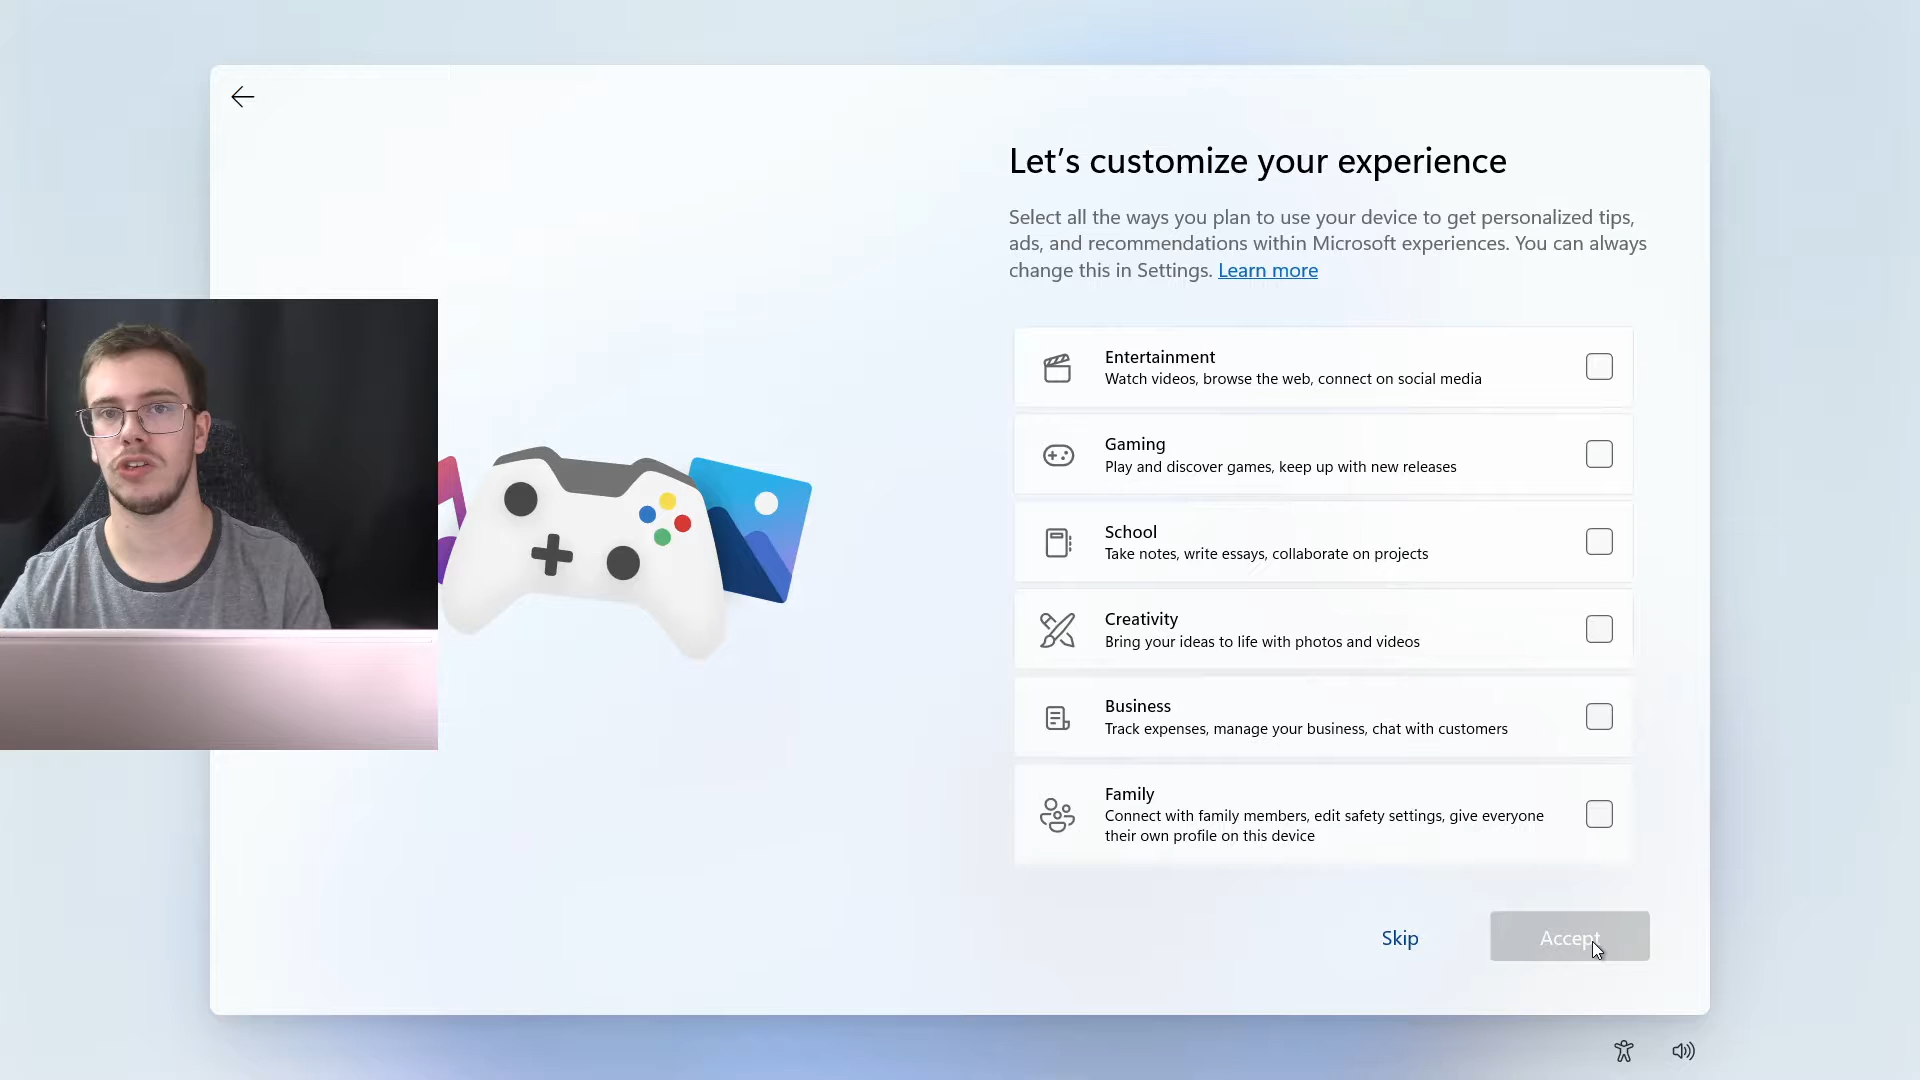 Let's customize your experience
Select all the ways you plan to use your device to get personalized tips,
ads, and recommendations within Microsoft experiences. You can always
change this in Settings. Learn more
Entertainment
Watch videos, browse the web, connect on social media
Gaming
Play and discover games, keep up with new releases
School
Take notes, write essays, collaborate on projects
Creativity
Bring your ideas to life with photos and videos
Business
Track expenses, manage your business, chat with customers
Family
Connect with family members, edit safety settings, give everyone
their own profile on this device
Skip
Accept